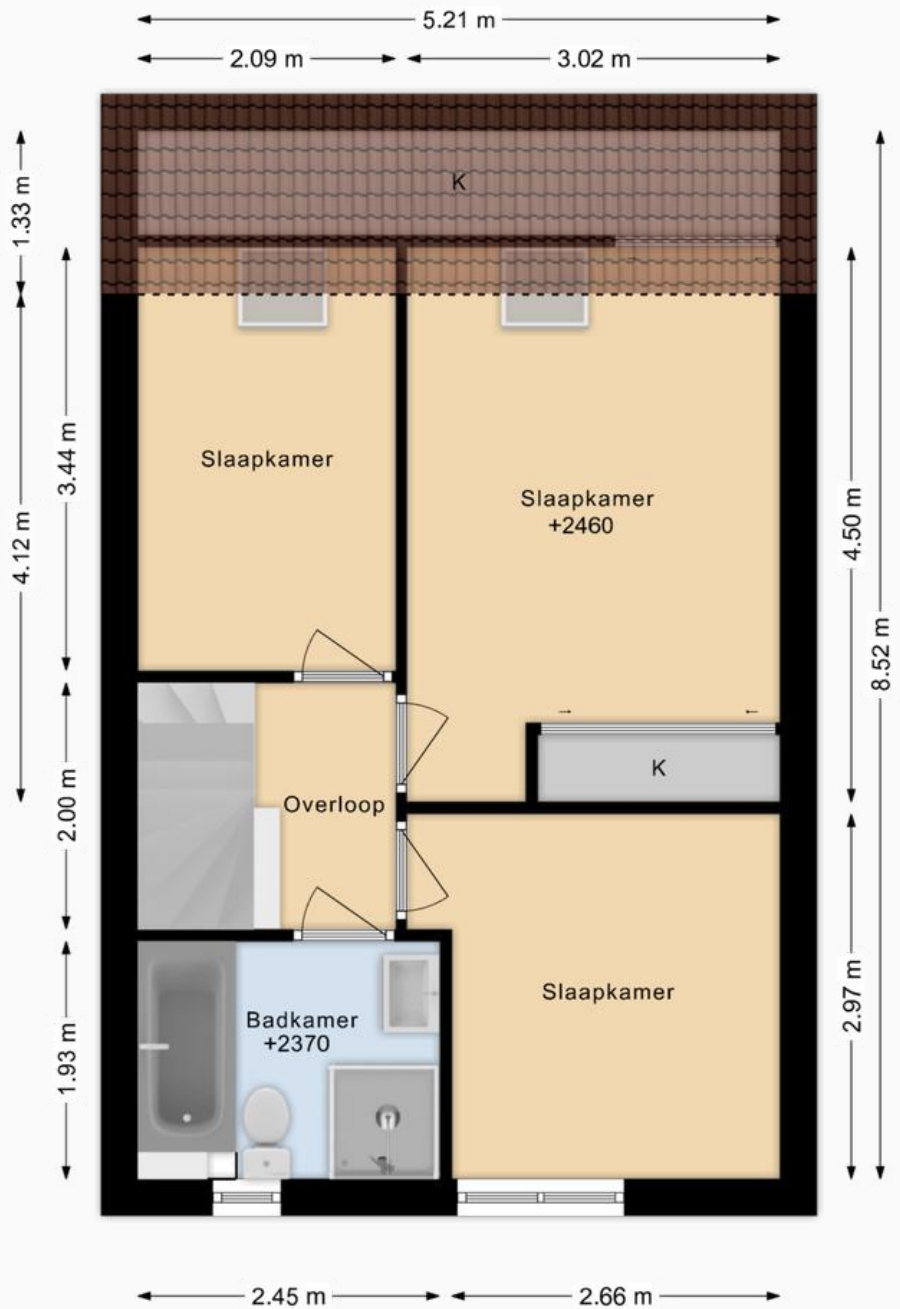 5.21 m
2.09 m
3.02 m
1.33 m
K
Slaapkamer
3.44 m
Slaapkamer
+2460
4.12 m
4.50 m
8.52 m
K
Overloop
2.00 m
Slaapkamer
2.97 m
Badkamer
+2370
1.93 m
2.45 m
2.66 m